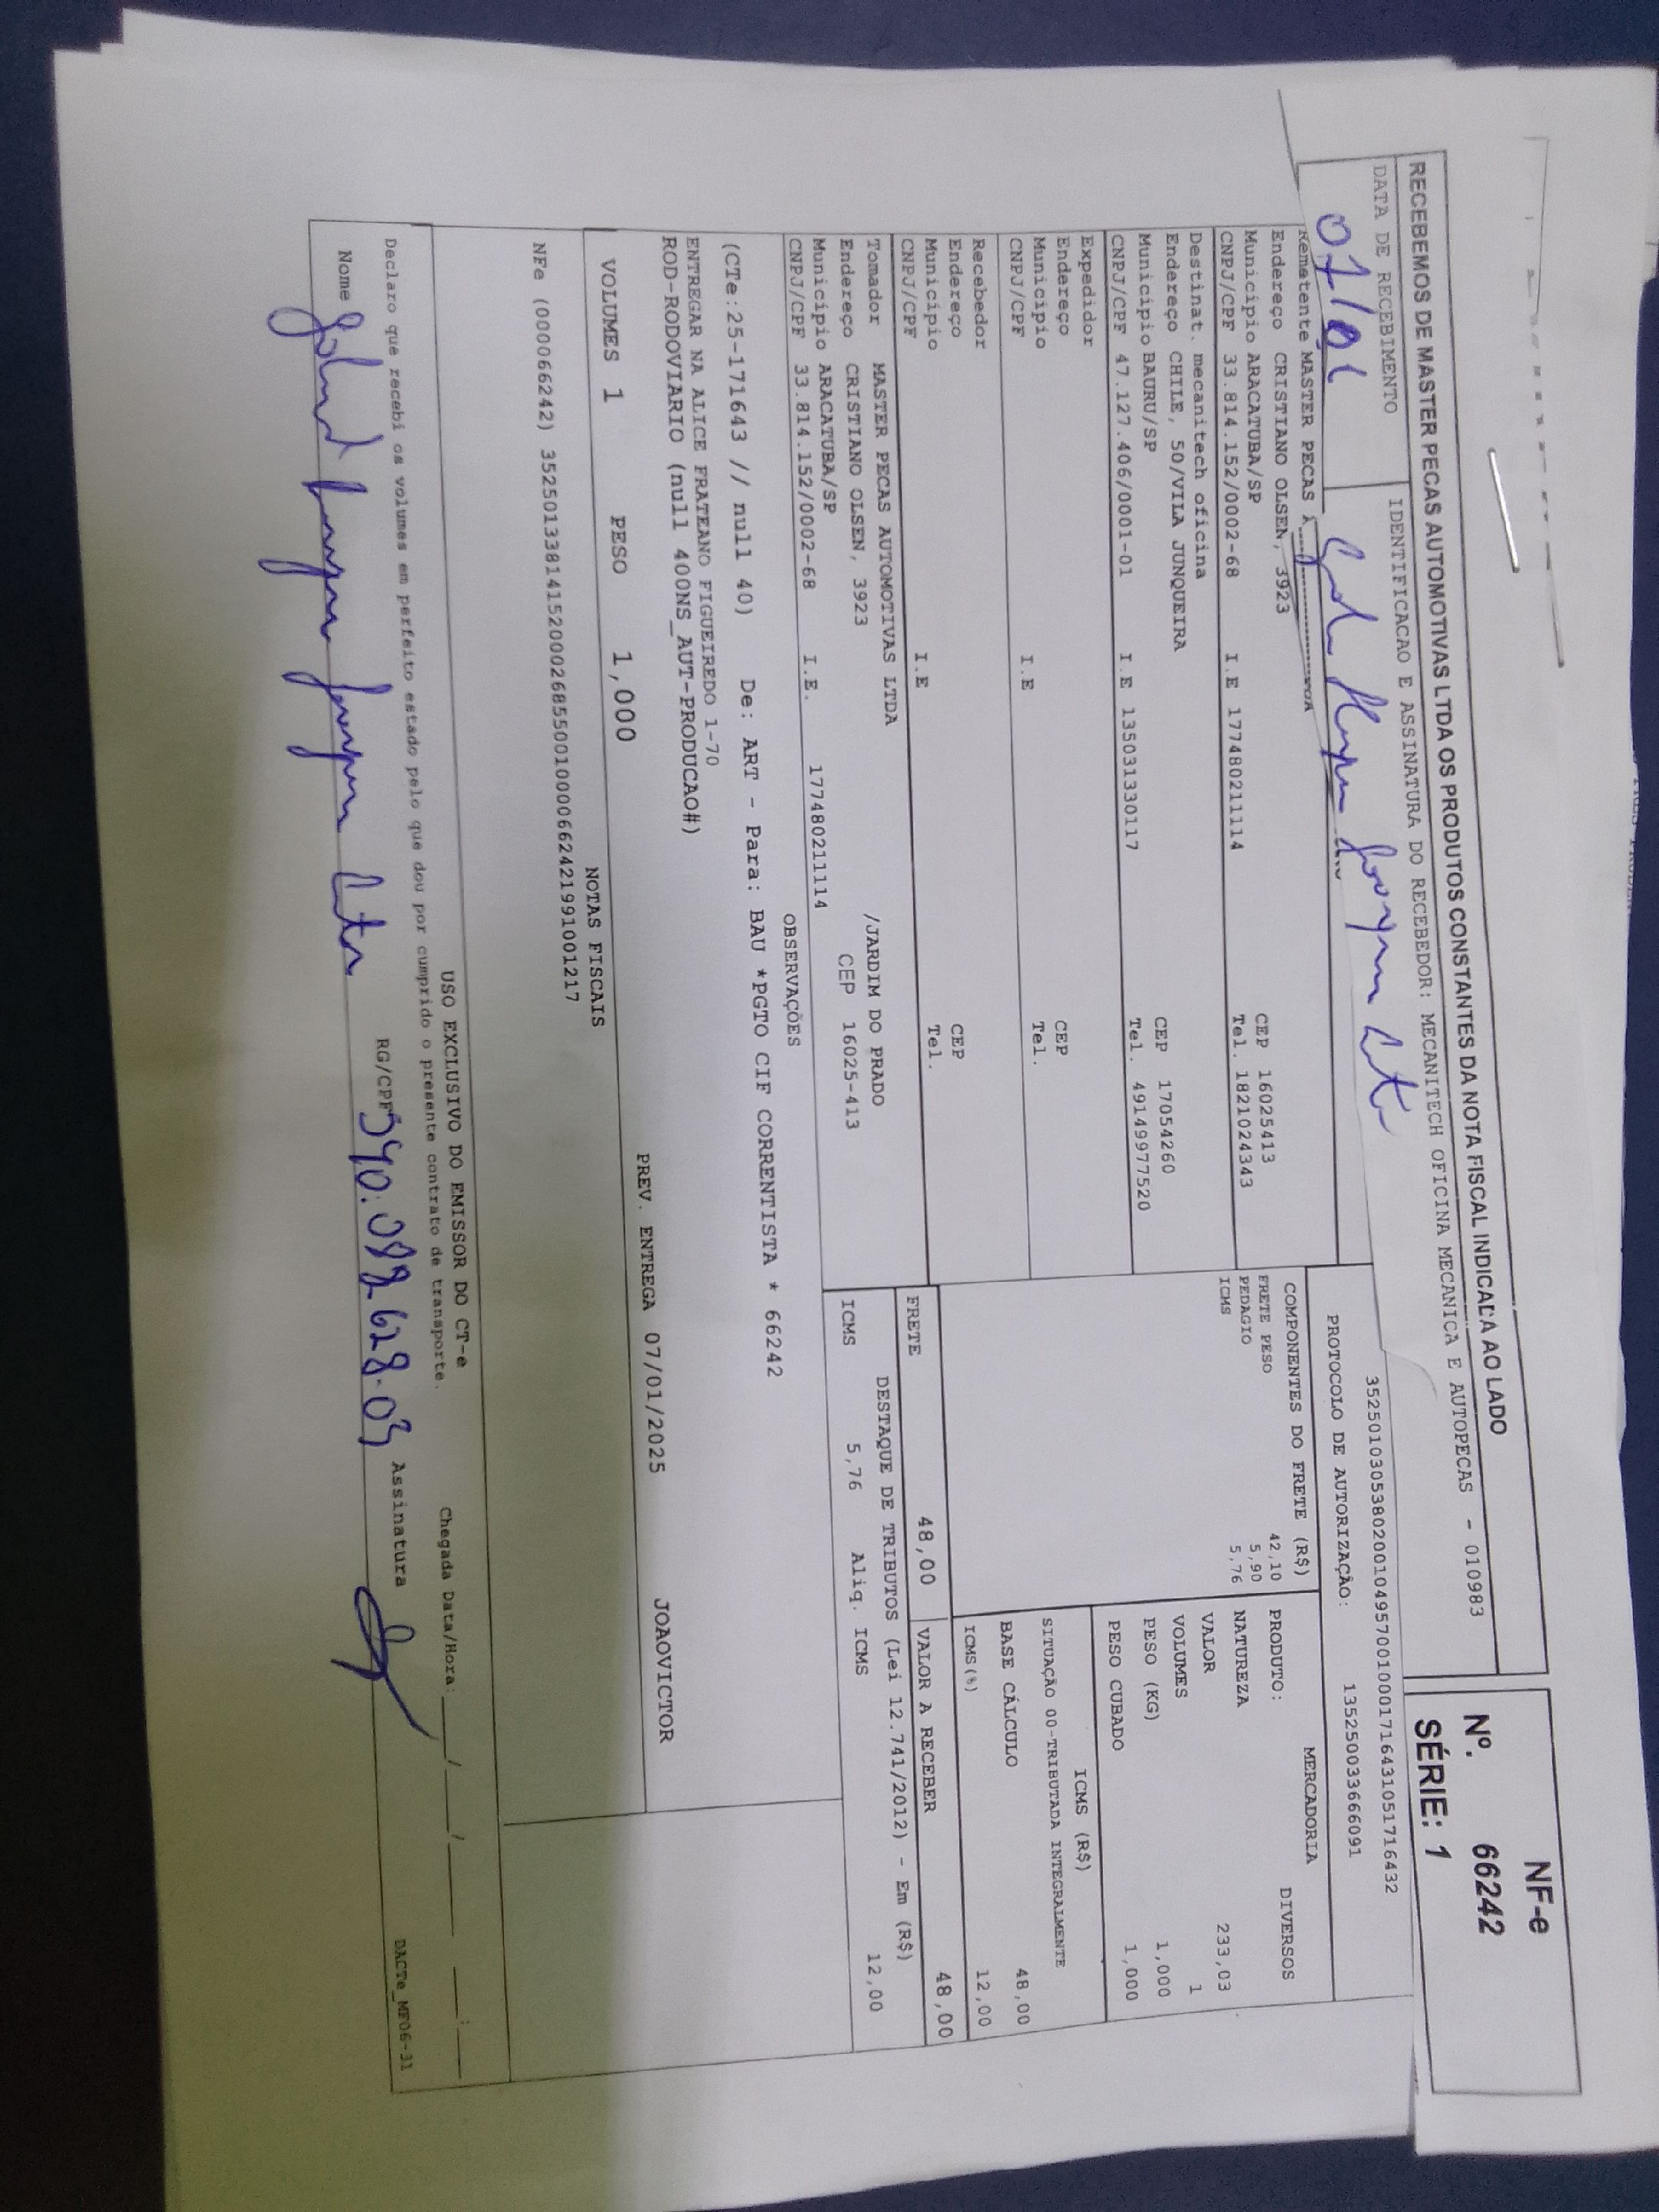 RECEBEMOS DE MASTER PECAS AUTOMOTIVAS LTDA OS PRODUTOS CONSTANTES DA NOTA FISCAL INDICADA AO LADO
DATA DE RECEBIMENTO
IDENTIFICACAO E ASSINATURA DO RECEBEDOR: MECANITECH OFICINA MECANICA E AUTOPECAS - 010983
07/01
NF-e
Nº. 66242
SÉRIE: 1
35250103053802001049570010001716431051716432
PROTOCOLO DE AUTORIZAÇÃO: 135250033666091
Remetente MASTER PECAS
Endereço CRISTIANO OLSEN, 3923
Municipio ARACATUBA/SP CEP 16025413
CNPJ/CPF 33.814.152/0002-68 I.E 177480211114 Tel. 1821024343
Destinat. mecanitech oficina
Endereço CHILE, 50/VILA JUNQUEIRA
Municipio BAURU/SP CEP 17054260
CNPJ/CPF 47.127.406/0001-01 I.E 135031330117 Tel. 49149977520
Expedidor
Endereço
Municipio CEP
CNPJ/CPF I.E Tel.
Recebedor
Endereço
Municipio CEP
CNPJ/CPF I.E Tel.
Tomador MASTER PECAS AUTOMOTIVAS LTDA
Endereço CRISTIANO OLSEN, 3923 /JARDIM DO PRADO
Municipio ARACATUBA/SP CEP 16025-413
CNPJ/CPF 33.814.152/0002-68 I.E. 177480211114
COMPONENTES DO FRETE (R$)
FRETE PESO 42,10
PEDAGIO 5,90
ICMS 5,76
MERCADORIA
PRODUTO: DIVERSOS
NATUREZA
VALOR 233,03
VOLUMES 1
PESO (KG) 1,000
PESO CUBADO 1,000
ICMS (R$)
SITUAÇÃO 00-TRIBUTADA INTEGRALMENTE
BASE CÁLCULO 48,00
ICMS(%) 12,00
FRETE 48,00
VALOR A RECEBER 48,00
DESTAQUE DE TRIBUTOS (Lei 12.741/2012) - Em (R$)
ICMS 5,76 Aliq. ICMS 12,00
OBSERVAÇÕES
(CTe:25-171643 // null 40) De: ART - Para: BAU *PGTO CIF CORRENTISTA * 66242
ENTREGAR NA ALICE FRATEANO FIGUEIREDO 1-70
ROD-RODOVIARIO (null 400NS_AUT-PRODUCAO#)
VOLUMES 1 PESO 1,000 PREV. ENTREGA 07/01/2025 JOAOVICTOR
NOTAS FISCAIS
NFe (000066242) 35250133814152000268550010000662421991001217
USO EXCLUSIVO DO EMISSOR DO CT-e
Declaro que recebi os volumes em perfeito estado pelo que dou por cumprido o presente contrato de transporte.
Chegada Data/Hora: ___/___/_____ ___:___
Nome
RG/CPF 590.092628.03 Assinatura
DACTe_MF06-31